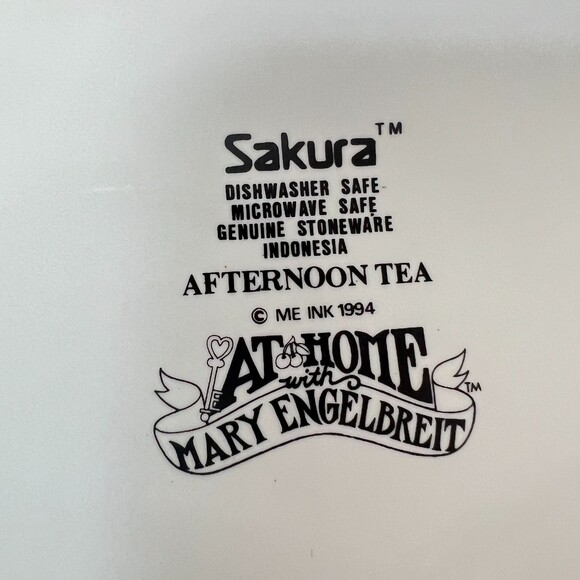 Sakura™
DISHWASHER SAFE
MICROWAVE SAFE
GENUINE STONEWARE
INDONESIA
AFTERNOON TEA
© ME INK 1994
AT HOME
with
MARY ENGELBREIT™